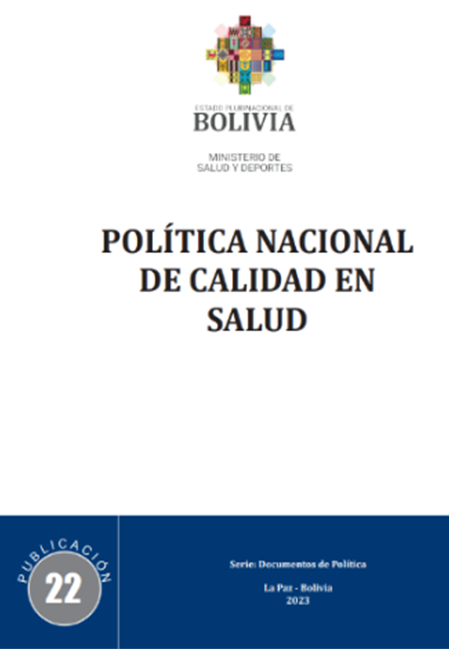 ESTADO PLURINACIONAL DE
BOLIVIA
MINISTERIO DE
SALUD Y DEPORTES
POLÍTICA NACIONAL
DE CALIDAD EN
SALUD
PUBLICACIÓN
22
Serie: Documentos de Política
La Paz - Bolivia
2023